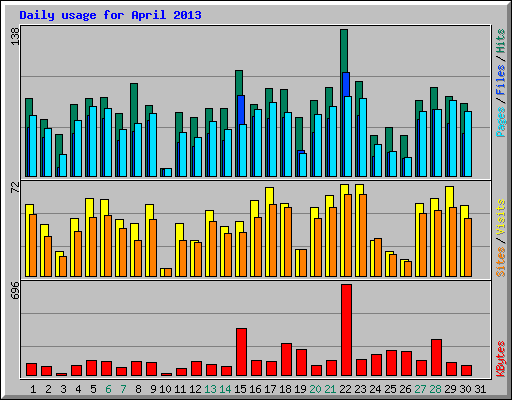 Daily usage for April 2013
138
Pages / Files / Hits
72
Sites / Visits
696
KBytes
1 2 3 4 5 6 7 8 9 10 11 12 13 14 15 16 17 18 19 20 21 22 23 24 25 26 27 28 29 30 31